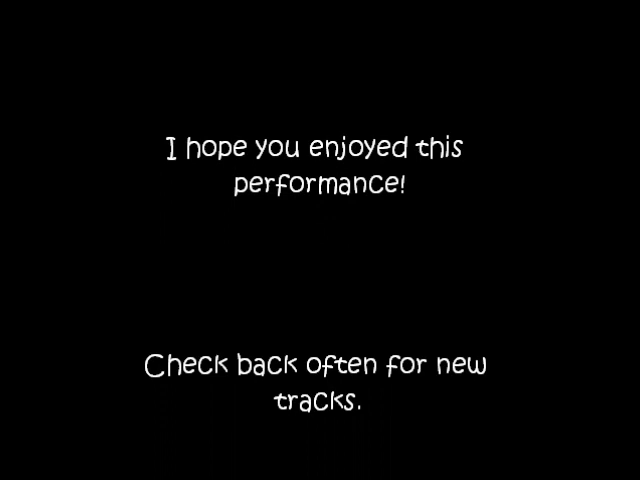 I hope you enjoyed this
performance!
Check back often for new
tracks.